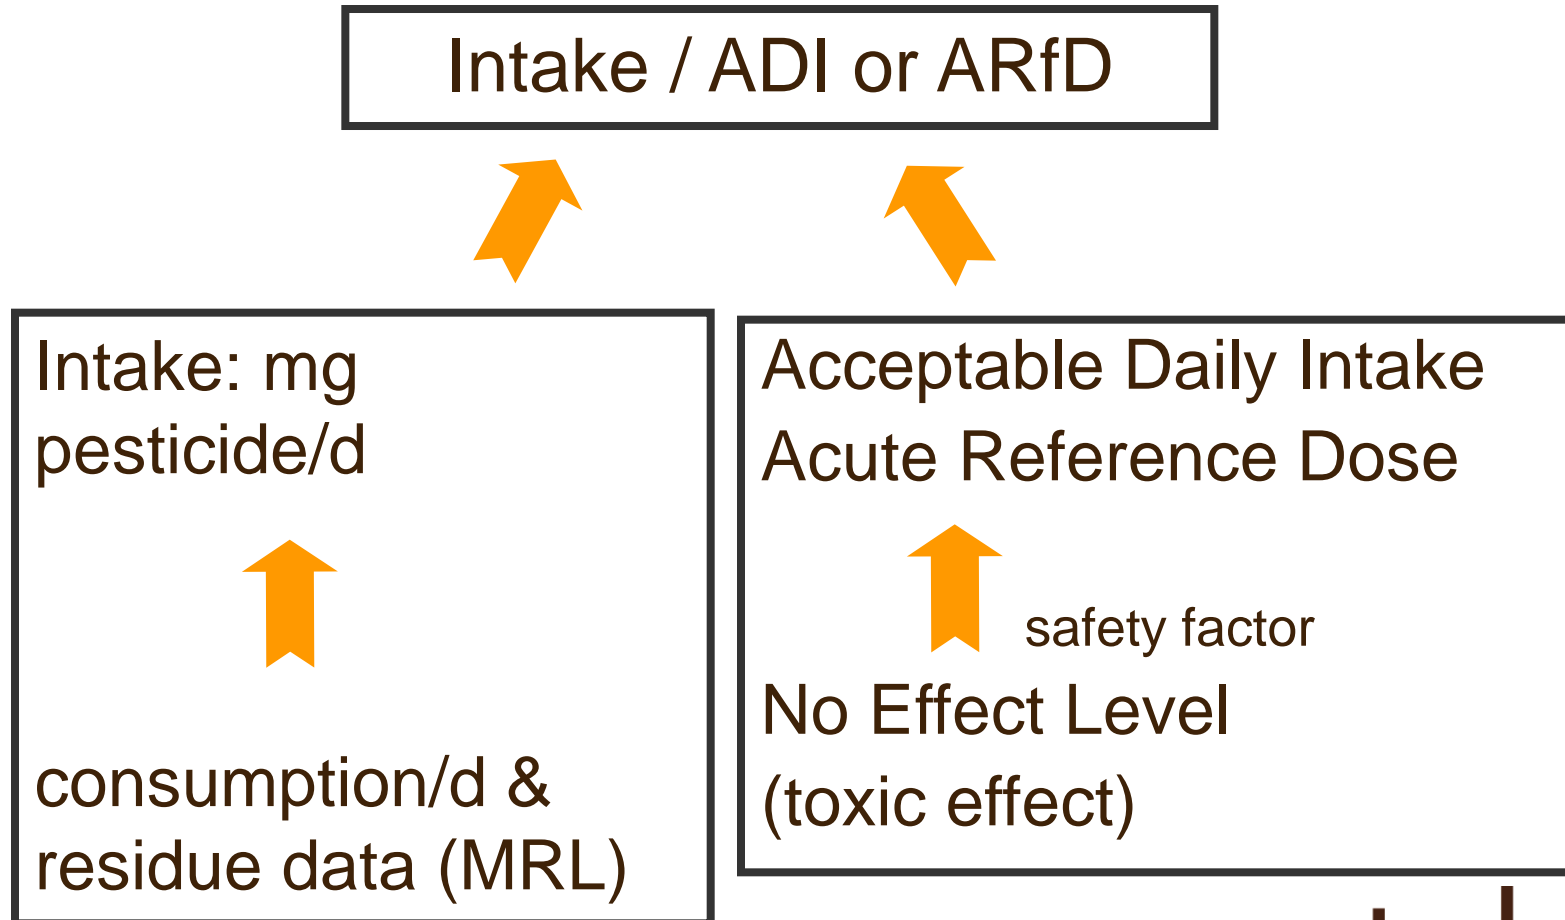 Intake / ADI or ARfD
Intake: mg
pesticide/d
consumption/d &
residue data (MRL)
Acceptable Daily Intake
Acute Reference Dose
safety factor
No Effect Level
(toxic effect)